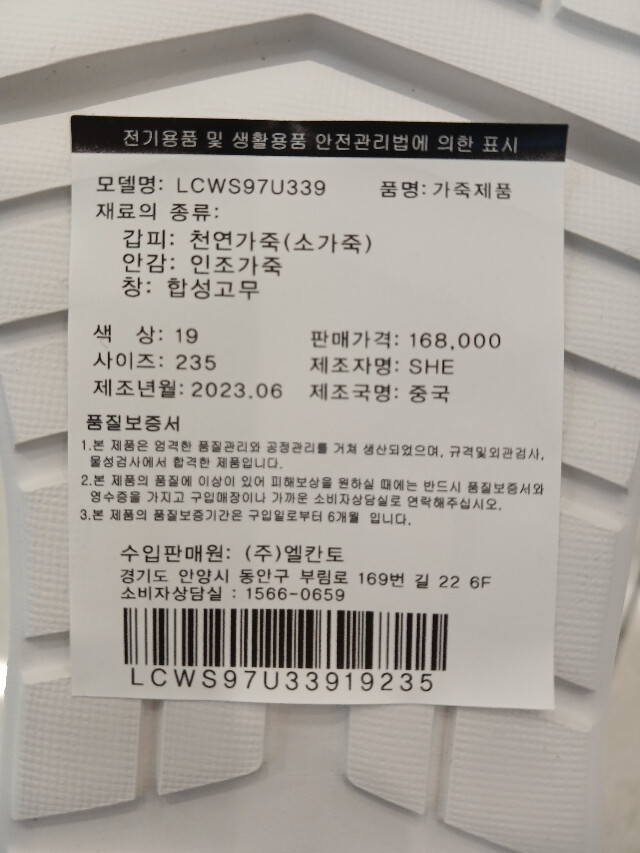 전기용품 및 생활용품 안전관리법에 의한 표시
모델명: LCWS97U339 품명: 가죽제품
재료의 종류:
갑피: 천연가죽(소가죽)
안감: 인조가죽
창: 합성고무
색 상: 19 판매가격: 168,000
사이즈: 235 제조자명: SHE
제조년월: 2023.06 제조국명: 중국
품질보증서
1.본 제품은 엄격한 품질관리와 공정관리를 거쳐 생산되었으며, 규격및외관검사,
물성검사에서 합격한 제품입니다.
2.본 제품의 품질에 이상이 있어 피해보상을 원하실 때에는 반드시 품질보증서와
영수증을 가지고 구입매장이나 가까운 소비자상담실로 연락해주십시오.
3.본 제품의 품질보증기간은 구입일로부터 6개월 입니다.
수입판매원: (주)엘칸토
경기도 안양시 동안구 부림로 169번 길 22 6F
소비자상담실 : 1566-0659
LCWS97U33919235